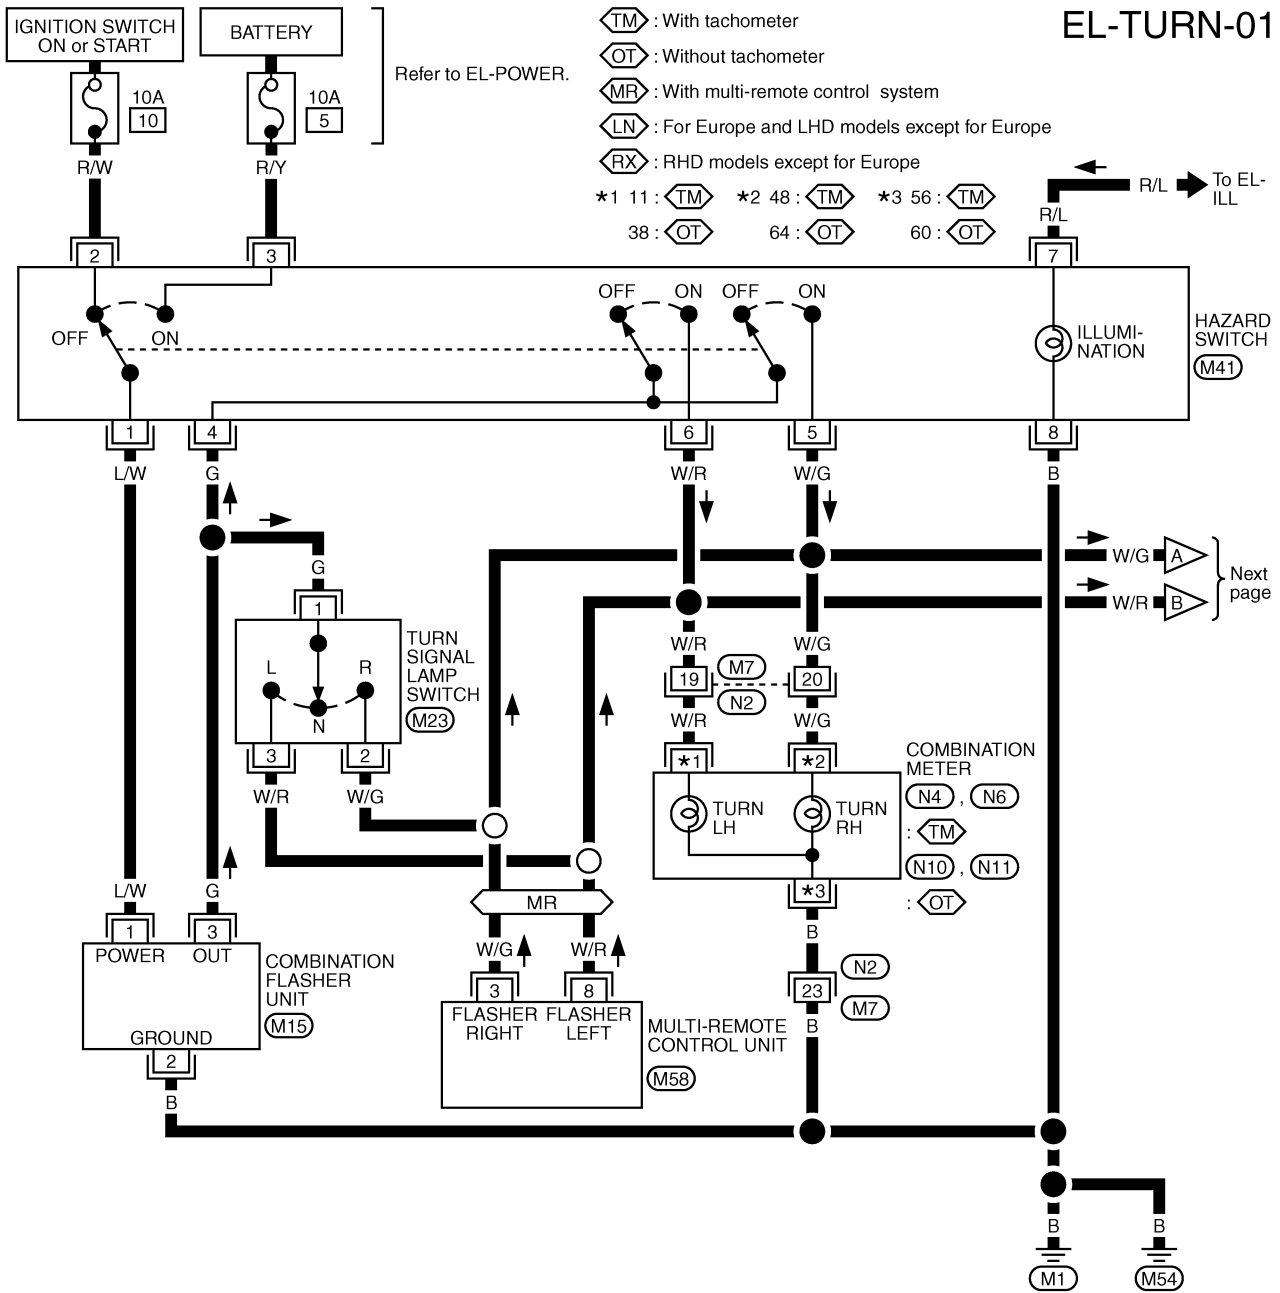 EL-TURN-01
IGNITION SWITCH
ON or START
BATTERY
10A
10
10A
5
Refer to EL-POWER.
R/W
R/Y
TM : With tachometer
OT : Without tachometer
MR : With multi-remote control system
LN : For Europe and LHD models except for Europe
RX : RHD models except for Europe
*1 11 : TM *2 48 : TM *3 56 : TM
38 : OT 64 : OT 60 : OT
R/L
To EL-
ILL
R/L
2
3
7
OFF
ON
OFF
ON
OFF
ON
ILLUMI-
NATION
HAZARD
SWITCH
M41
1
4
6
5
8
L/W
G
W/R
W/G
B
G
W/G
A
W/R
B
Next
page
1
L
R
N
TURN
SIGNAL
LAMP
SWITCH
M23
3
2
W/R
W/G
W/R
W/G
19
M7
N2
20
W/R
W/G
*1
*2
TURN
LH
TURN
RH
*3
COMBINATION
METER
N4 , N6
: TM
N10 , N11
: OT
L/W
G
1
3
POWER
OUT
GROUND
2
COMBINATION
FLASHER
UNIT
M15
B
MR
W/G
W/R
3
8
FLASHER
RIGHT
FLASHER
LEFT
MULTI-REMOTE
CONTROL UNIT
M58
B
23
N2
M7
B
B
B
M1
M54